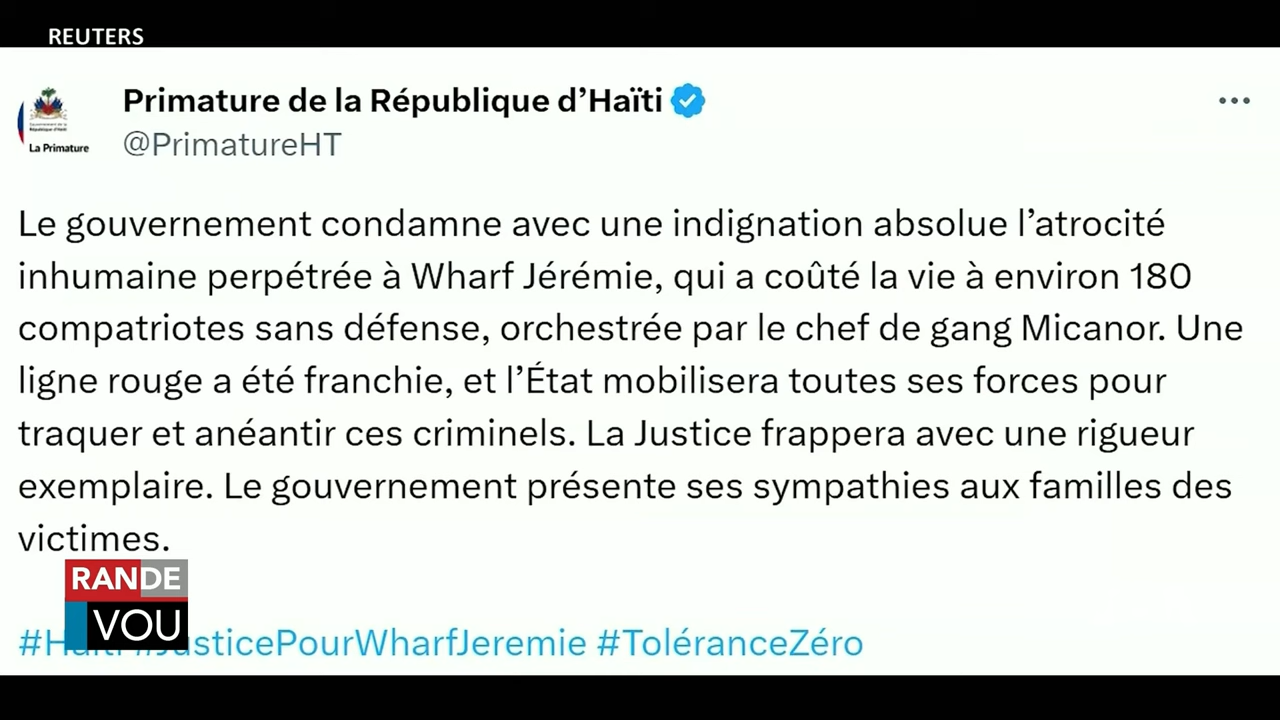 REUTERS
Primature de la République d’Haïti
@PrimatureHT
La Primature
Le gouvernement condamne avec une indignation absolue l’atrocité
inhumaine perpétrée à Wharf Jérémie, qui a coûté la vie à environ 180
compatriotes sans défense, orchestrée par le chef de gang Micanor. Une
ligne rouge a été franchie, et l’État mobilisera toutes ses forces pour
traquer et anéantir ces criminels. La Justice frappera avec une rigueur
exemplaire. Le gouvernement présente ses sympathies aux familles des
victimes.
RANDE
VOU
#JusticePourWharfJeremie #ToléranceZéro